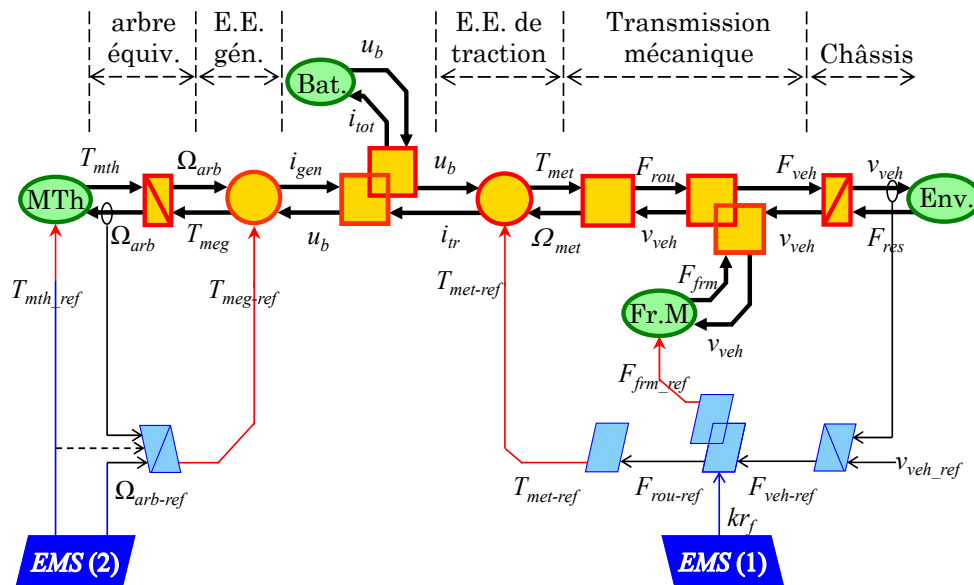 arbre équiv.
E.E. gén.
E.E. de traction
Transmission mécanique
Châssis
u_b
Bat.
i_tot
T_mth
Ω_arb
i_gen
u_b
T_met
F_rou
F_veh
v_veh
MTh
Env.
Ω_arb
T_meg
u_b
i_tr
Ω_met
v_veh
v_veh
F_res
T_mth_ref
T_meg-ref
T_met-ref
F_frm
Fr.M
v_veh
F_frm_ref
Ω_arb-ref
T_met-ref
F_rou-ref
F_veh-ref
v_veh_ref
kr_f
EMS (2)
EMS (1)